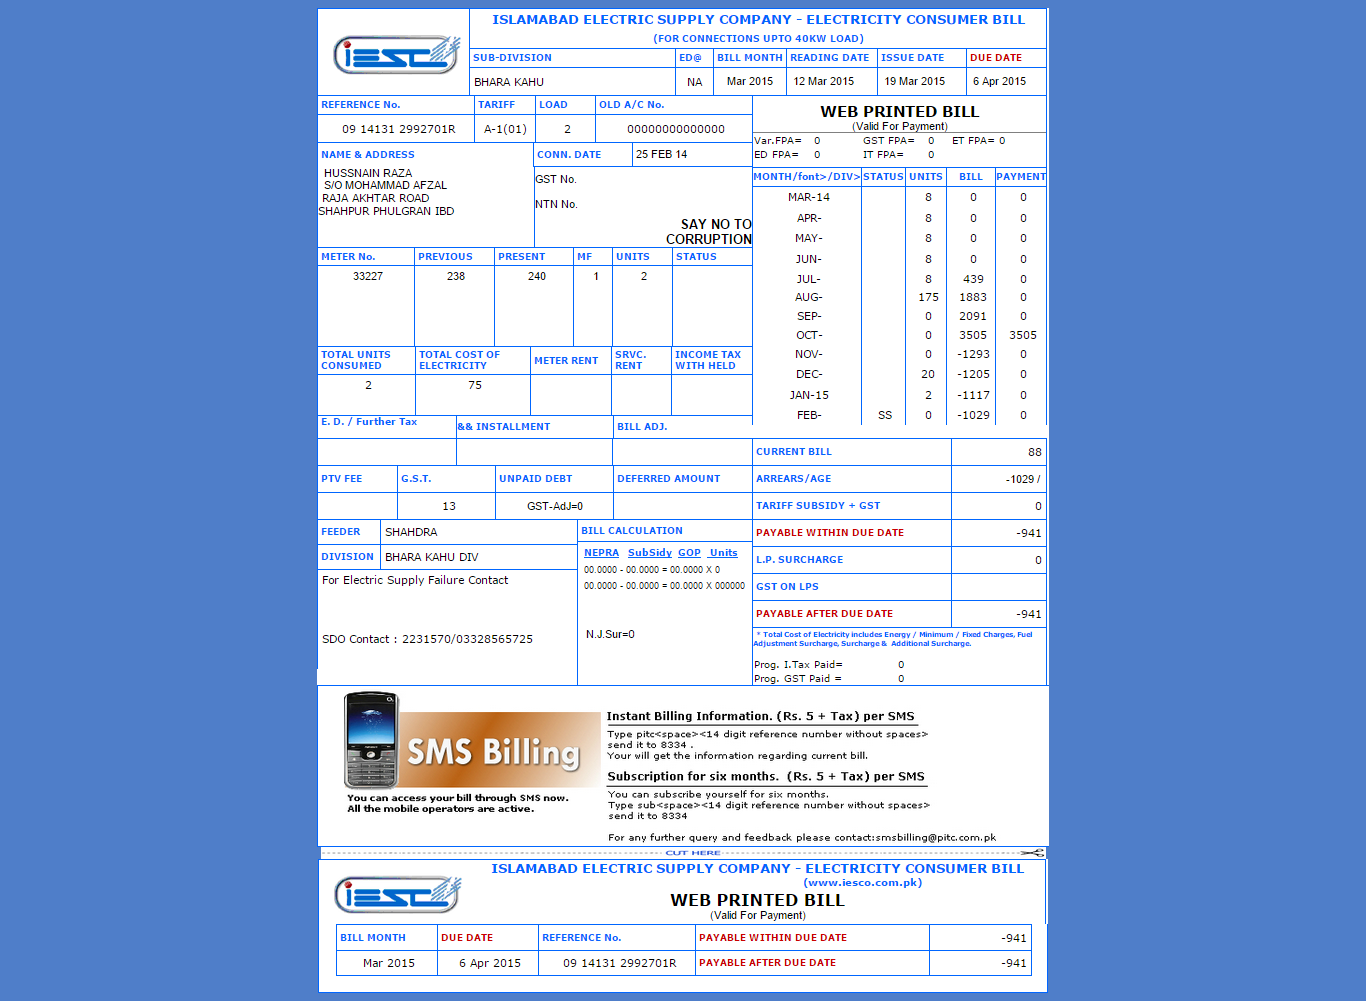 iesco
ISLAMABAD ELECTRIC SUPPLY COMPANY - ELECTRICITY CONSUMER BILL
(FOR CONNECTIONS UPTO 40KW LOAD)
SUB-DIVISION ED@ BILL MONTH READING DATE ISSUE DATE DUE DATE
BHARA KAHU NA Mar 2015 12 Mar 2015 19 Mar 2015 6 Apr 2015
REFERENCE No. TARIFF LOAD OLD A/C No.
09 14131 2992701R A-1(01) 2 00000000000000
WEB PRINTED BILL
(Valid For Payment)
Var.FPA= 0 GST FPA= 0 ET FPA= 0
ED FPA= 0 IT FPA= 0
NAME & ADDRESS CONN. DATE 25 FEB 14
HUSSNAIN RAZA
S/O MOHAMMAD AFZAL
RAJA AKHTAR ROAD
SHAHPUR PHULGRAN IBD
GST No.
NTN No.
SAY NO TO
CORRUPTION
MONTH/font>/DIV> STATUS UNITS BILL PAYMENT
MAR-14 8 0 0
APR- 8 0 0
MAY- 8 0 0
JUN- 8 0 0
JUL- 8 439 0
AUG- 175 1883 0
SEP- 0 2091 0
OCT- 0 3505 3505
NOV- 0 -1293 0
DEC- 20 -1205 0
JAN-15 2 -1117 0
FEB- SS 0 -1029 0
METER No. PREVIOUS PRESENT MF UNITS STATUS
33227 238 240 1 2
TOTAL UNITS CONSUMED TOTAL COST OF ELECTRICITY METER RENT SRVC. RENT INCOME TAX WITH HELD
2 75
E. D. / Further Tax && INSTALLMENT BILL ADJ.
PTV FEE G.S.T. UNPAID DEBT DEFERRED AMOUNT
13 GST-AdJ=0
CURRENT BILL 88
ARREARS/AGE -1029 /
TARIFF SUBSIDY + GST 0
PAYABLE WITHIN DUE DATE -941
L.P. SURCHARGE 0
GST ON LPS
PAYABLE AFTER DUE DATE -941
FEEDER SHAHDRA
DIVISION BHARA KAHU DIV
For Electric Supply Failure Contact
SDO Contact : 2231570/03328565725
BILL CALCULATION
NEPRA SubSidy GOP Units
00.0000 - 00.0000 = 00.0000 X 0
00.0000 - 00.0000 = 00.0000 X 000000
N.J.Sur=0
* Total Cost of Electricity includes Energy / Minimum / Fixed Charges, Fuel
Adjustment Surcharge, Surcharge & Additional Surcharge.
Prog. I.Tax Paid= 0
Prog. GST Paid = 0
SMS Billing
You can access your bill through SMS now.
All the mobile operators are active.
Instant Billing Information. (Rs. 5 + Tax) per SMS
Type pitc<space><14 digit reference number without spaces>
send it to 8334 .
Your will get the information regarding current bill.
Subscription for six months. (Rs. 5 + Tax) per SMS
You can subscribe yourself for six months.
Type sub<space><14 digit reference number without spaces>
send it to 8334
For any further query and feedback please contact:smsbilling@pitc.com.pk
CUT HERE
iesco
ISLAMABAD ELECTRIC SUPPLY COMPANY - ELECTRICITY CONSUMER BILL
(www.iesco.com.pk)
WEB PRINTED BILL
(Valid For Payment)
BILL MONTH DUE DATE REFERENCE No. PAYABLE WITHIN DUE DATE -941
Mar 2015 6 Apr 2015 09 14131 2992701R PAYABLE AFTER DUE DATE -941